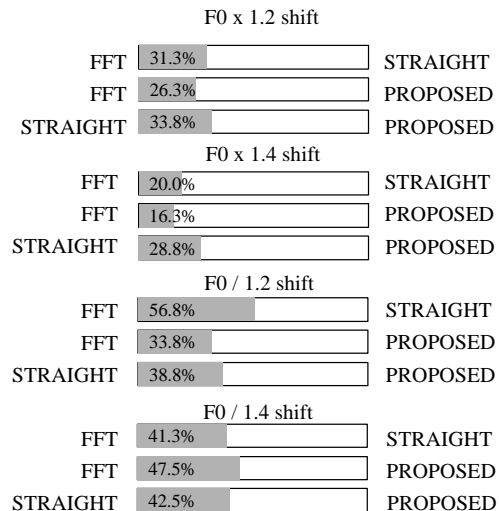 F0 x 1.2 shift
FFT 31.3% STRAIGHT
FFT 26.3% PROPOSED
STRAIGHT 33.8% PROPOSED
F0 x 1.4 shift
FFT 20.0% STRAIGHT
FFT 16.3% PROPOSED
STRAIGHT 28.8% PROPOSED
F0 / 1.2 shift
FFT 56.8% STRAIGHT
FFT 33.8% PROPOSED
STRAIGHT 38.8% PROPOSED
F0 / 1.4 shift
FFT 41.3% STRAIGHT
FFT 47.5% PROPOSED
STRAIGHT 42.5% PROPOSED